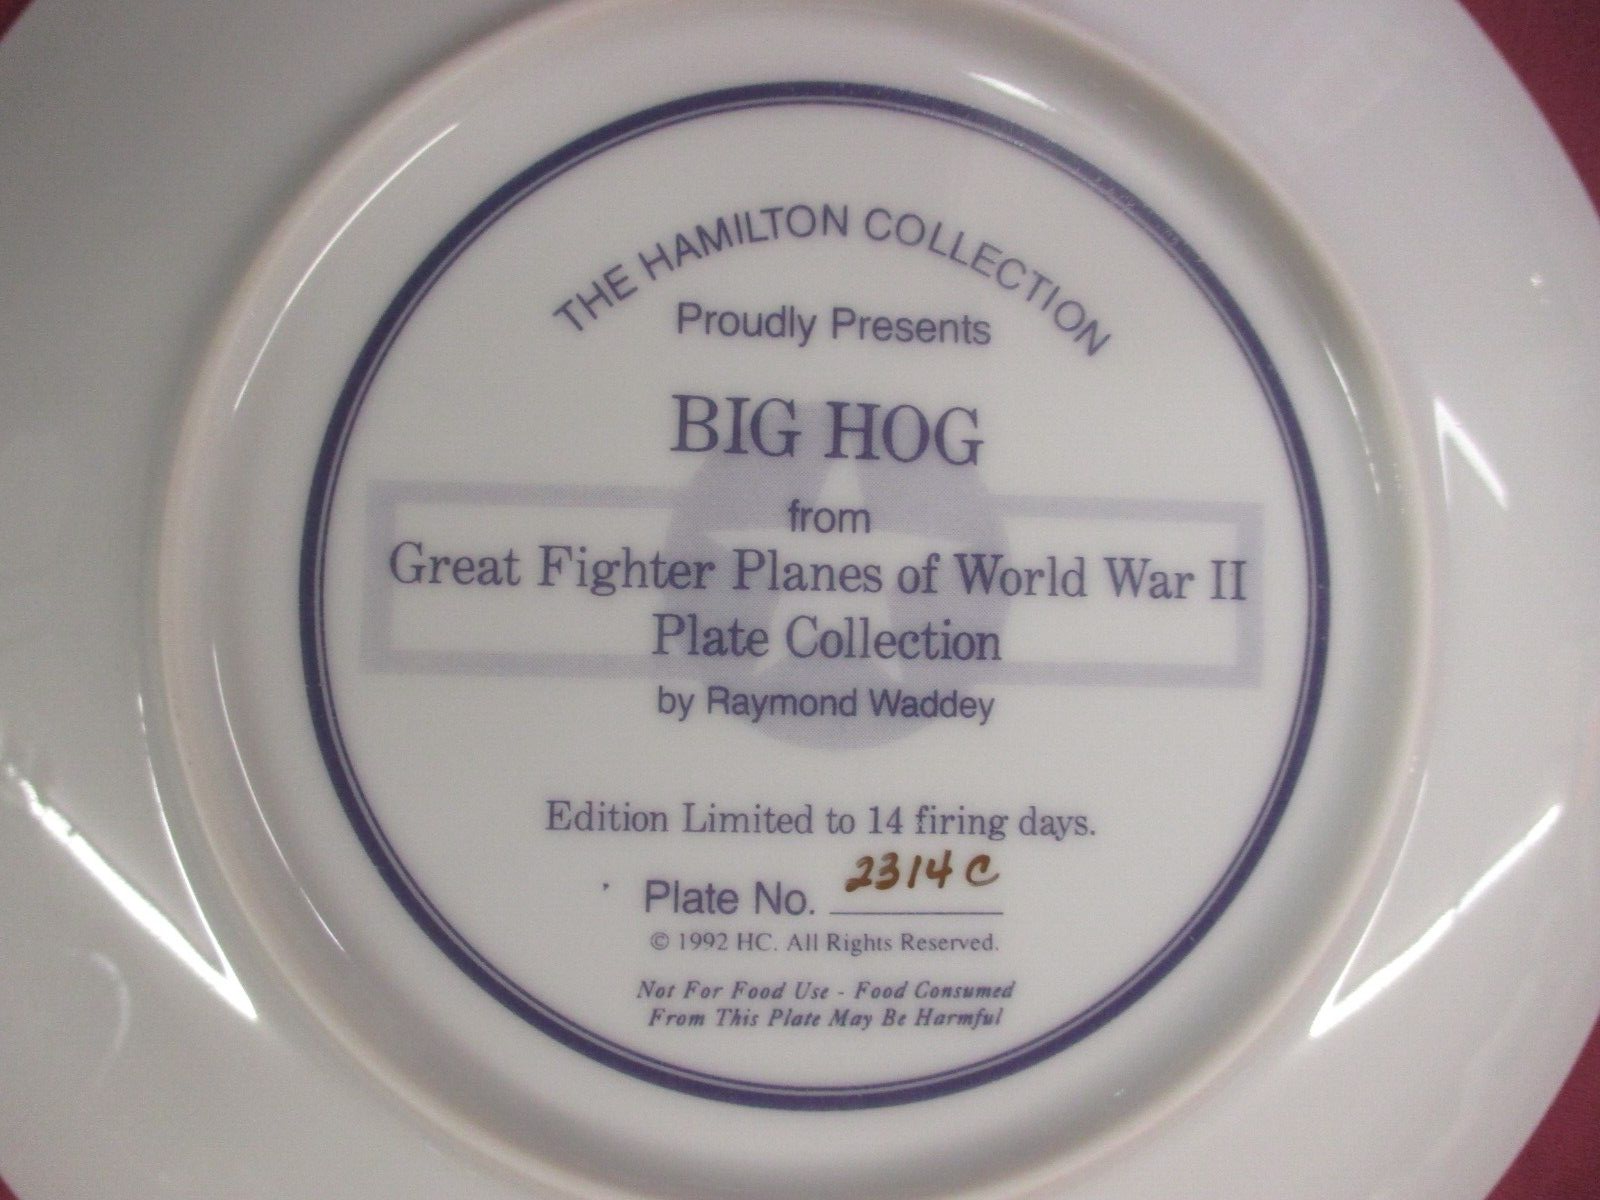 THE HAMILTON COLLECTION
Proudly Presents
BIG HOG
from
Great Fighter Planes of World War II
Plate Collection
by Raymond Waddey
Edition Limited to 14 firing days.
Plate No. 2314 C
© 1992 HC. All Rights Reserved.
Not For Food Use - Food Consumed
From This Plate May Be Harmful